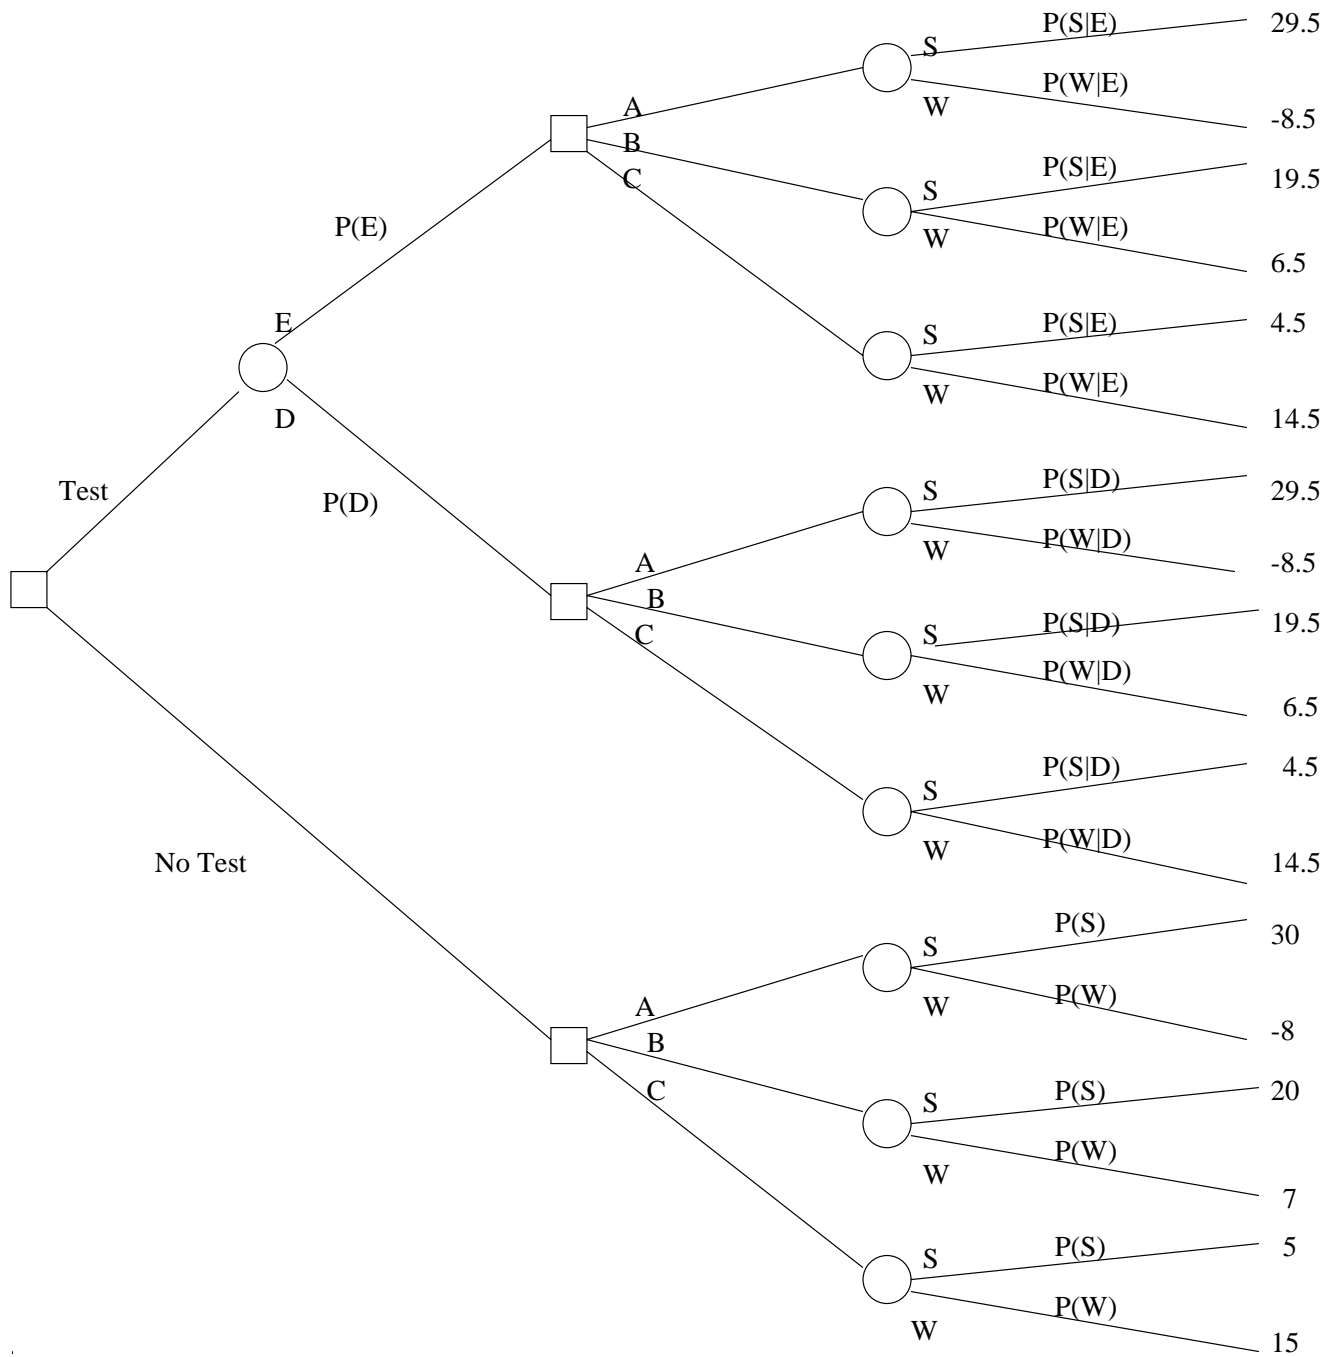 P(S|E) 29.5
S
P(W|E)
W
-8.5
A
B
C
P(S|E) 19.5
S
P(W|E)
W
6.5
P(E)
E
P(S|E) 4.5
S
P(W|E)
W
14.5
D
Test
P(D)
P(S|D) 29.5
S
P(W|D)
W
-8.5
A
B
C
P(S|D) 19.5
S
P(W|D)
W
6.5
P(S|D) 4.5
S
P(W|D)
W
14.5
No Test
P(S) 30
S
P(W)
W
-8
A
B
C
P(S) 20
S
P(W)
W
7
P(S) 5
S
P(W)
W
15